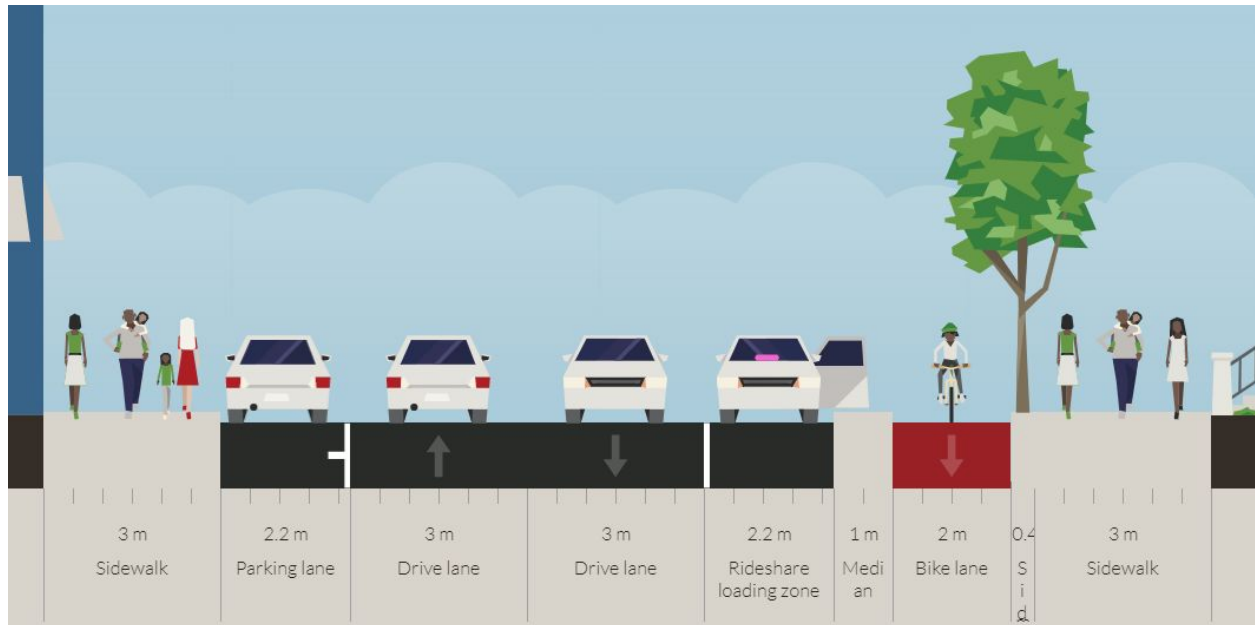 3 m
Sidewalk
2.2 m
Parking lane
3 m
Drive lane
3 m
Drive lane
2.2 m
Rideshare
loading zone
1 m
Medi
an
2 m
Bike lane
0.4
S
i
d
3 m
Sidewalk